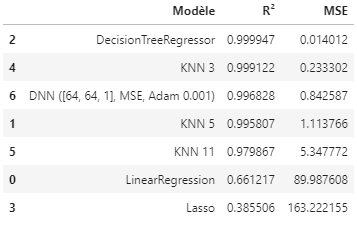 Modèle R² MSE
2 DecisionTreeRegressor 0.999947 0.014012
4 KNN 3 0.999122 0.233302
6 DNN ([64, 64, 1], MSE, Adam 0.001) 0.996828 0.842587
1 KNN 5 0.995807 1.113766
5 KNN 11 0.979867 5.347772
0 LinearRegression 0.661217 89.987608
3 Lasso 0.385506 163.222155